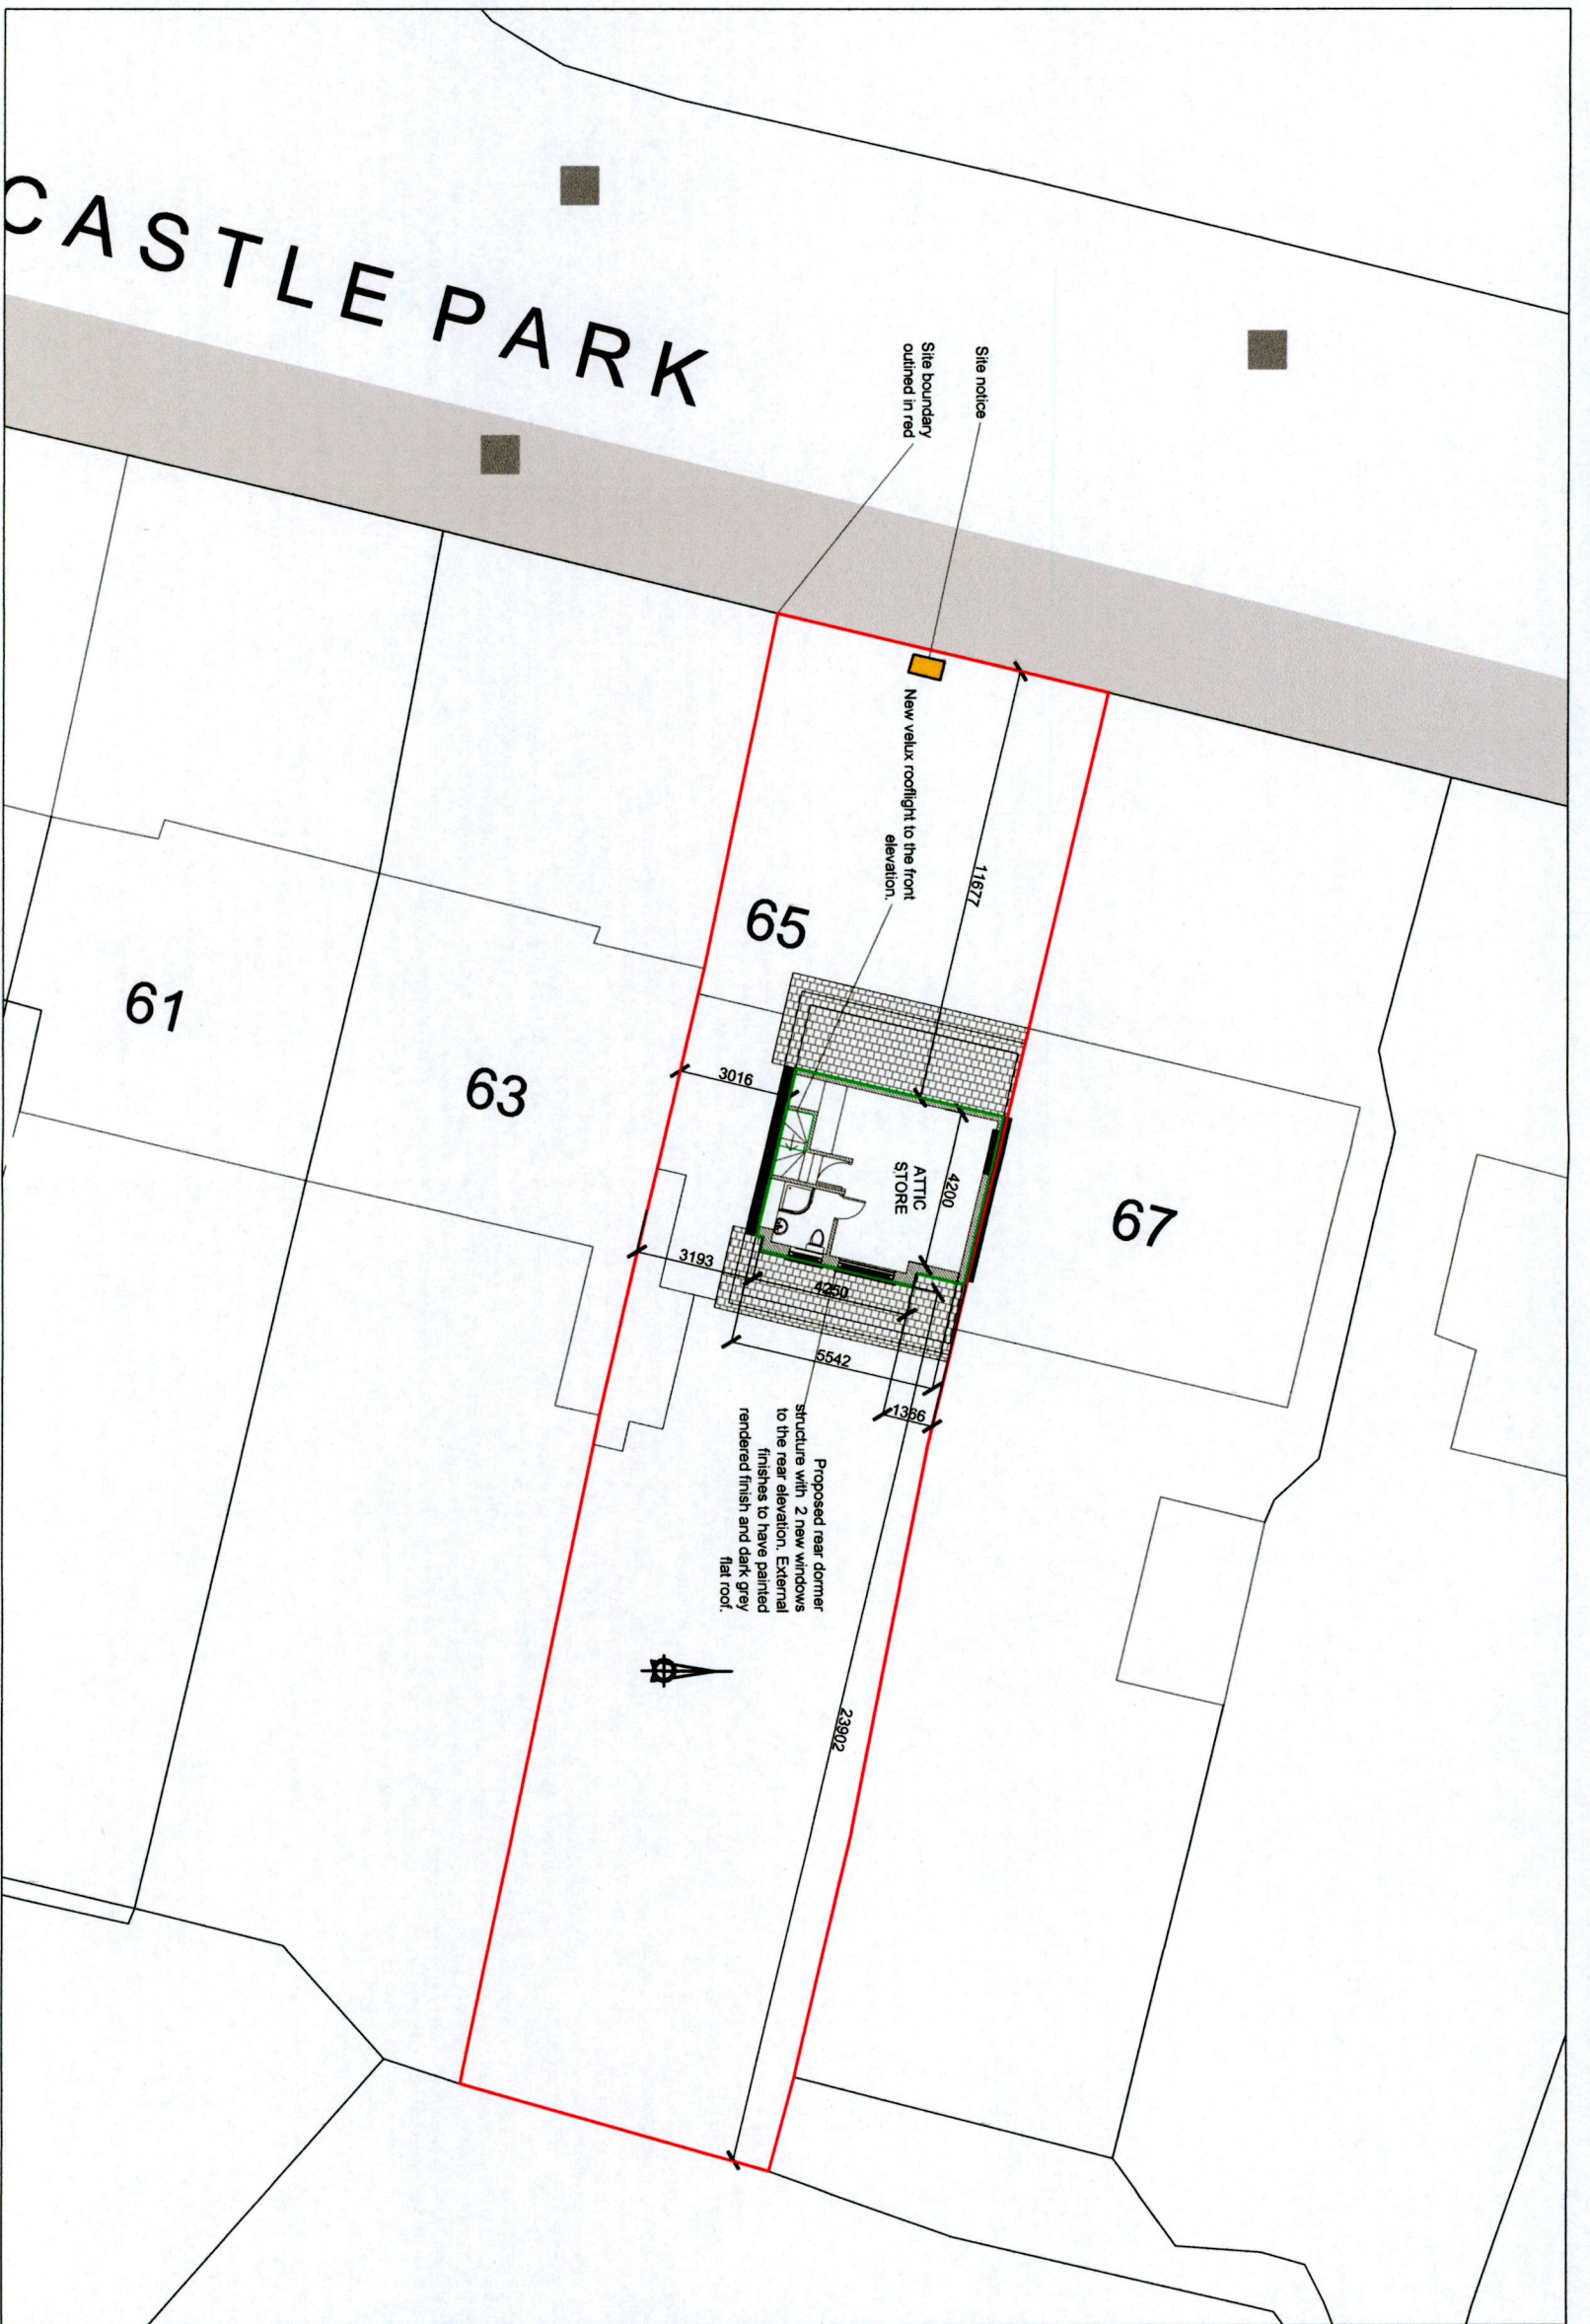 CASTLE PARK
Site notice
Site boundary
outined in red
New velux rooflight to the front
elevation.
11677
65
61
63
67
3016
ATTIC
STORE
4200
3193
4250
5542
1366
Proposed rear dormer
structure with 2 new windows
to the rear elevation. External
finishes to have painted
rendered finish and dark grey
flat roof.
23902